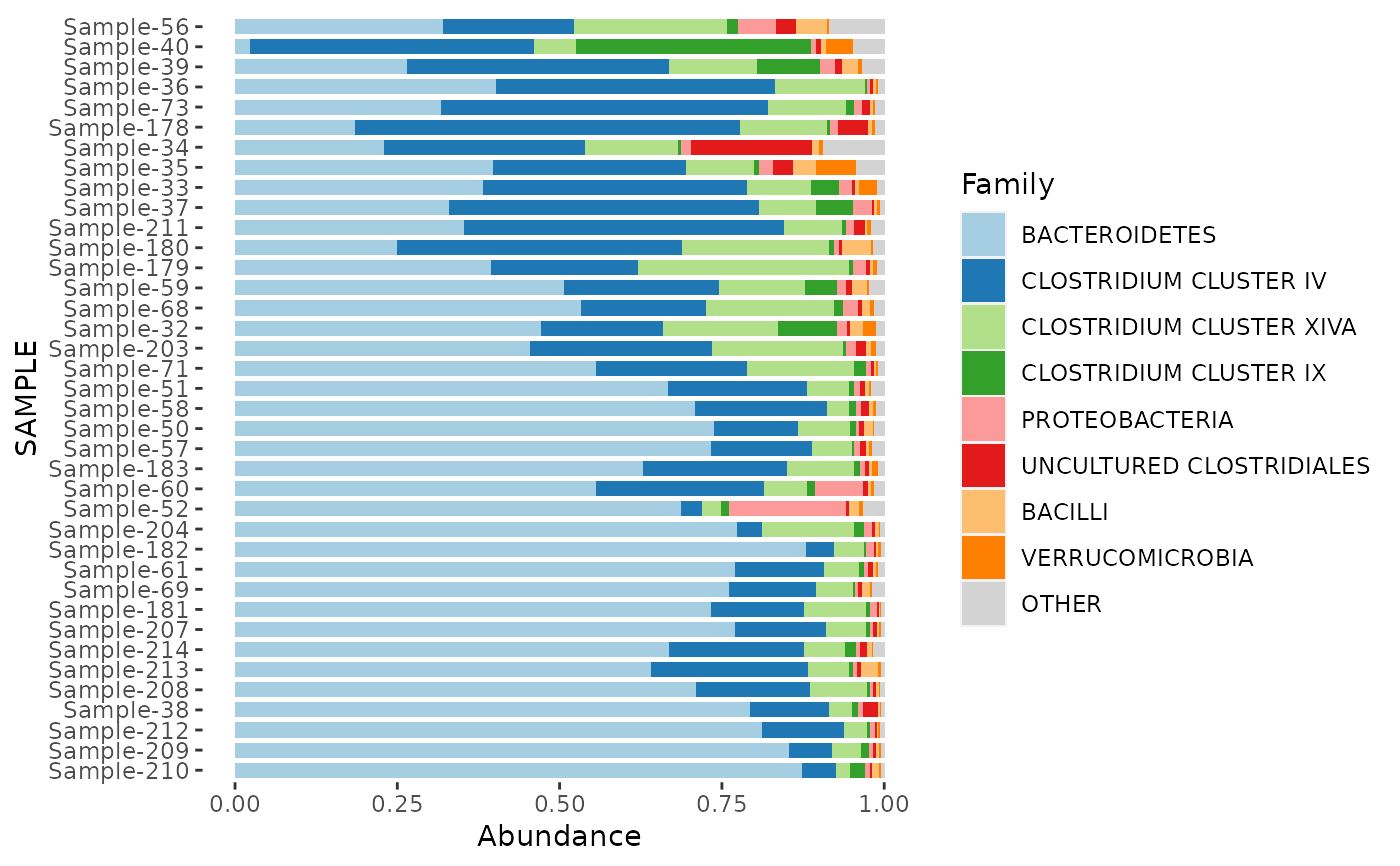 Sample-56
Sample-40
Sample-39
Sample-36
Sample-73
Sample-178
Sample-34
Sample-35
Sample-33
Sample-37
Sample-211
Sample-180
Sample-179
Sample-59
Sample-68
Sample-32
Sample-203
Sample-71
Sample-51
Sample-58
Sample-50
Sample-57
Sample-183
Sample-60
Sample-52
Sample-204
Sample-182
Sample-61
Sample-69
Sample-181
Sample-207
Sample-214
Sample-213
Sample-208
Sample-38
Sample-212
Sample-209
Sample-210
SAMPLE
0.00 0.25 0.50 0.75 1.00
Abundance
Family
BACTEROIDETES
CLOSTRIDIUM CLUSTER IV
CLOSTRIDIUM CLUSTER XIVA
CLOSTRIDIUM CLUSTER IX
PROTEOBACTERIA
UNCULTURED CLOSTRIDIALES
BACILLI
VERRUCOMICROBIA
OTHER